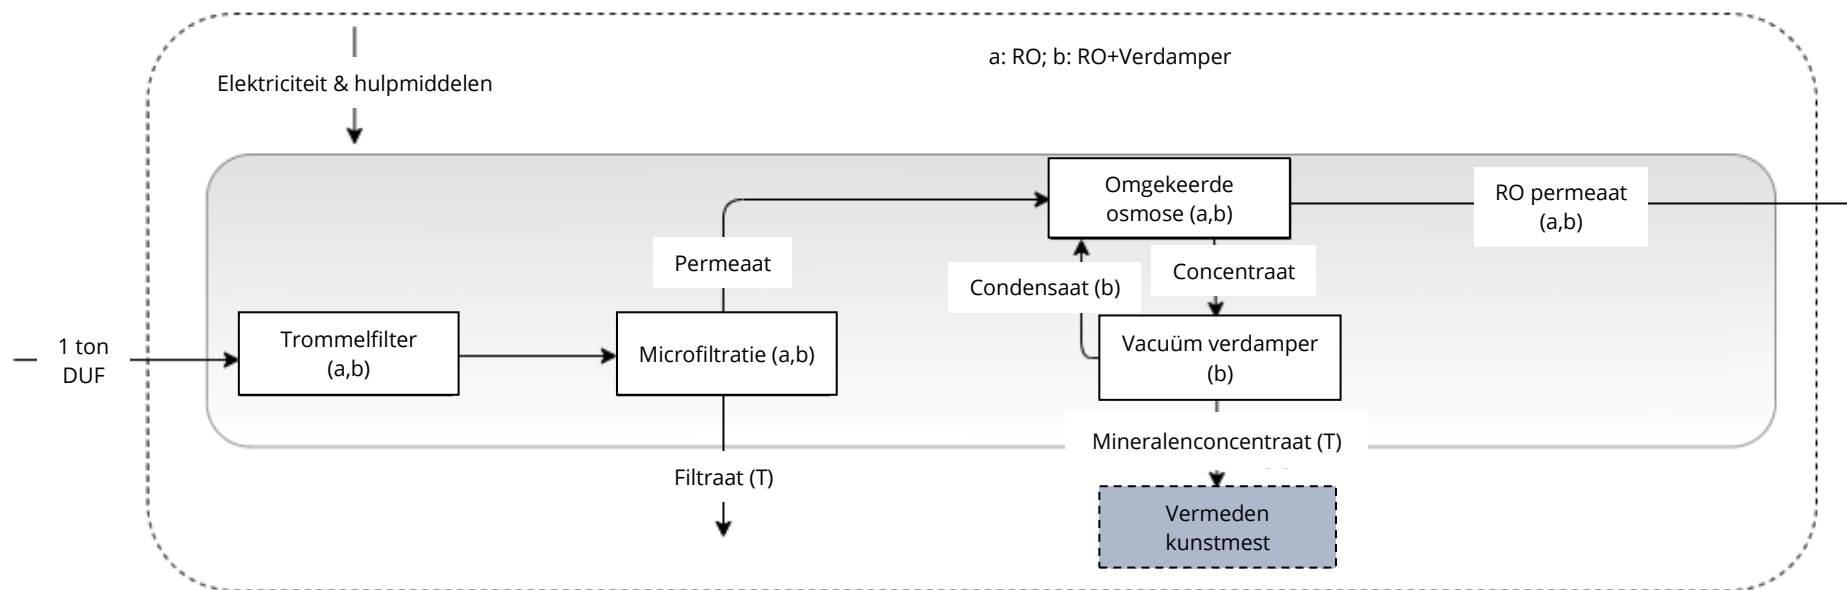 a: RO; b: RO+Verdamper
Elektriciteit & hulpmiddelen
Omgekeerde
osmose (a,b)
RO permeaat
(a,b)
Permeaat
Condensaat (b)
Concentraat
1 ton
DUF
Trommelfilter
(a,b)
Microfiltratie (a,b)
Vacuüm verdamper
(b)
Mineralenconcentraat (T)
Filtraat (T)
Vermeden
kunstmest